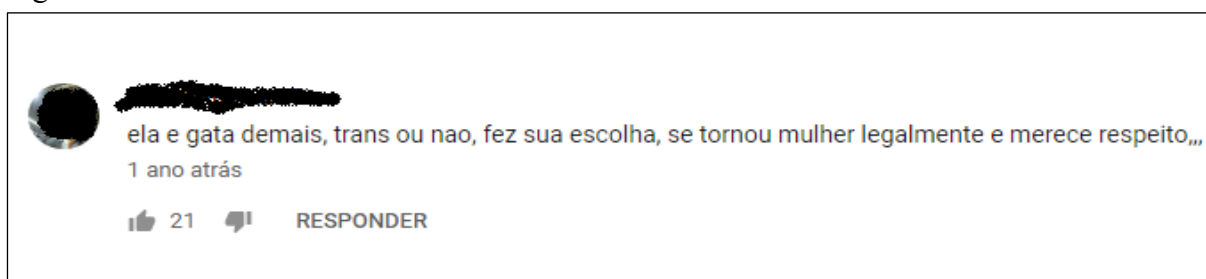 ela e gata demais, trans ou nao, fez sua escolha, se tornou mulher legalmente e merece respeito,,,
1 ano atrás
21 RESPONDER